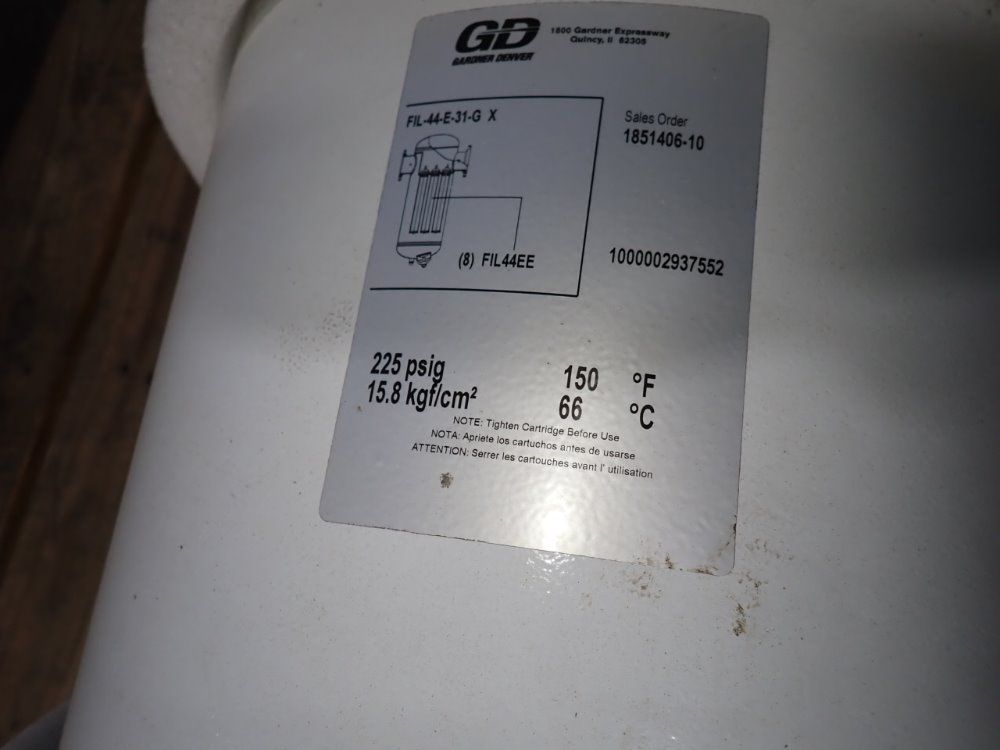 GD
GARDNER DENVER
1800 Gardner Expressway
Quincy, Il 62305
FIL-44-E-31-G X
(8) FIL44EE
Sales Order
1851406-10
1000002937552
225 psig 150 °F
15.8 kgf/cm² 66 °C
NOTE: Tighten Cartridge Before Use
NOTA: Apriete los cartuchos antes de usarse
ATTENTION: Serrer les cartouches avant l' utilisation